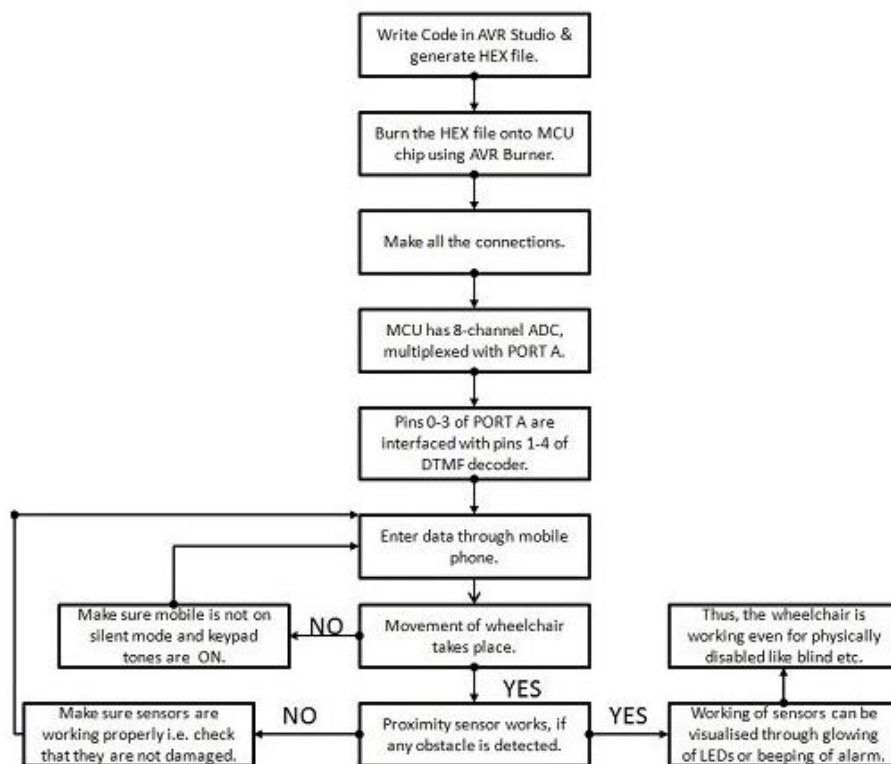 Write Code in AVR Studio &
generate HEX file.
Burn the HEX file onto MCU
chip using AVR Burner.
Make all the connections.
MCU has 8-channel ADC,
multiplexed with PORT A.
Pins 0-3 of PORT A are
interfaced with pins 1-4 of
DTMF decoder.
Enter data through mobile
phone.
Make sure mobile is not on
silent mode and keypad
tones are ON.
NO
Movement of wheelchair
takes place.
Thus, the wheelchair is
working even for physically
disabled like blind etc.
YES
Make sure sensors are
working properly i.e. check
that they are not damaged.
NO
Proximity sensor works, if
any obstacle is detected.
YES
Working of sensors can be
visualised through glowing
of LEDs or beeping of alarm.